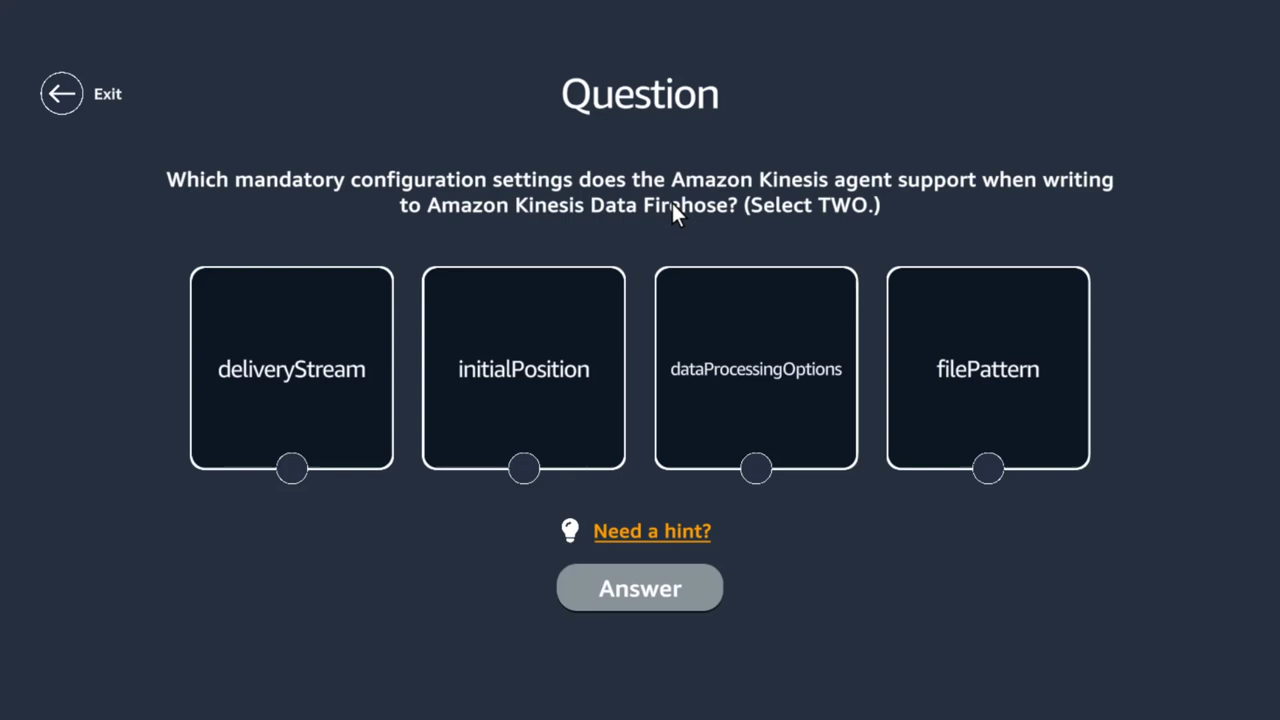 Exit
Question
Which mandatory configuration settings does the Amazon Kinesis agent support when writing
to Amazon Kinesis Data Firehose? (Select TWO.)
deliveryStream
initialPosition
dataProcessingOptions
filePattern
Need a hint?
Answer